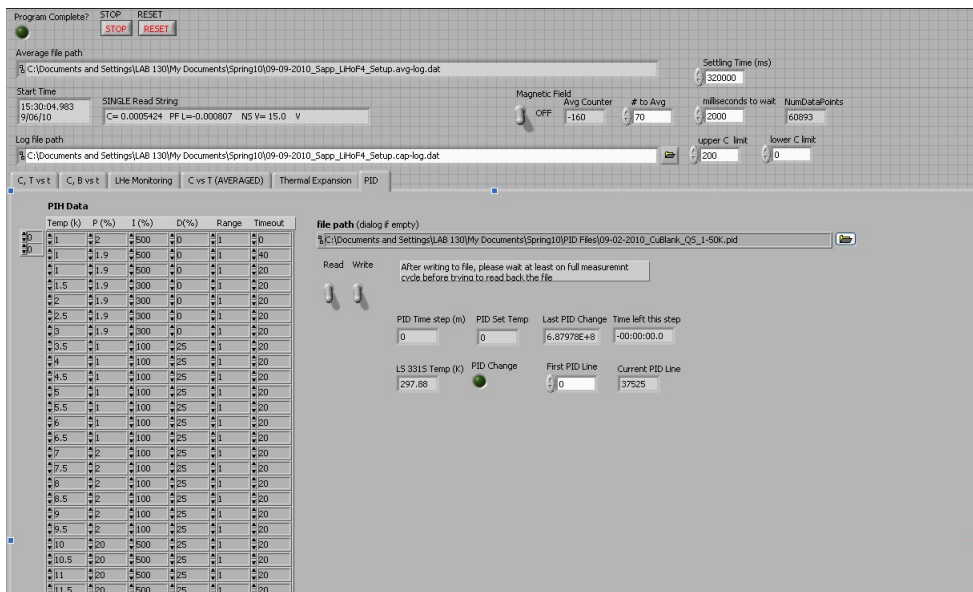 Program Complete? STOP RESET
STOP RESET
Average file path
C:\Documents and Settings\LAB 130\My Documents\Spring10\09-09-2010_Sapp_LiHoF4_Setup.avg-log.dat
Settling Time (ms)
320000
Start Time
15:30:04.983
9/06/10
SINGLE Read String
C= 0.0005424 PF L=-0.000807 NS V= 15.0 V
Magnetic Field
OFF
Avg Counter
-160
# to Avg
70
milliseconds to wait
2000
NumDataPoints
60893
Log file path
C:\Documents and Settings\LAB 130\My Documents\Spring10\09-09-2010_Sapp_LiHoF4_Setup.cap-log.dat
upper C limit
200
lower C limit
0
C, T vs t C, B vs t LHe Monitoring C vs T (AVERAGED) Thermal Expansion PID
PIH Data
Temp (k) P (%) I (%) D(%) Range Timeout
0 1 2 500 0 1 0
0 1 1.9 500 0 1 40
1 1.9 500 0 1 20
1.5 1.9 300 0 1 20
2 1.9 300 0 1 20
2.5 1.9 300 0 1 20
3 1.9 300 0 1 20
3.5 1 100 25 1 20
4 1 100 25 1 20
4.5 1 100 25 1 20
5 1 100 25 1 20
5.5 1 100 25 1 20
6 1 100 25 1 20
6.5 1 100 25 1 20
7 2 100 25 1 20
7.5 2 100 25 1 20
8 2 100 25 1 20
8.5 2 100 25 1 20
9 2 100 25 1 20
9.5 2 100 25 1 20
10 20 500 25 1 20
10.5 20 500 25 1 20
11 20 500 25 1 20
11.5 20 500 25 1 20
file path (dialog if empty)
C:\Documents and Settings\LAB 130\My Documents\Spring10\PID Files\09-02-2010_CuBlank_QS_1-50K.pid
Read Write
After writing to file, please wait at least on full measuremnt
cycle before trying to read back the file
PID Time step (m) PID Set Temp Last PID Change Time left this step
0 0 6.87978E+8 -00:00:00.0
LS 331S Temp (K) PID Change First PID Line Current PID Line
297.88 0 37525